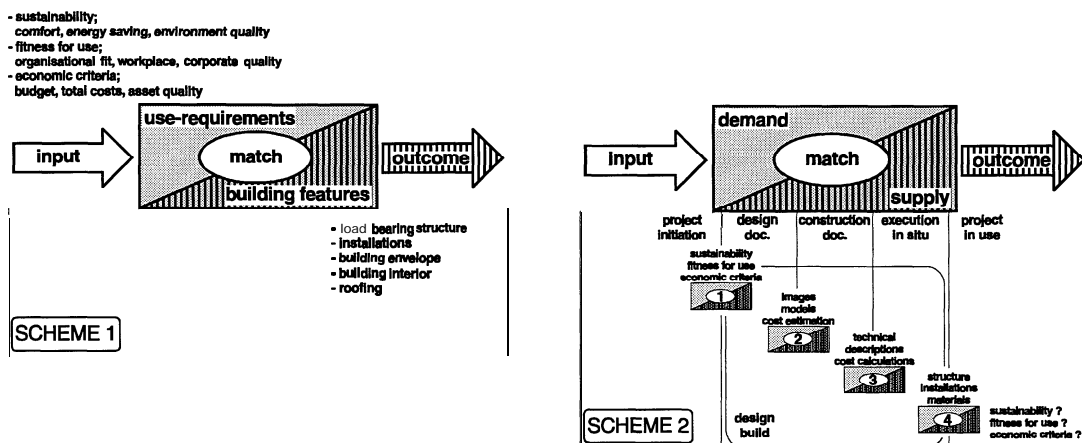 - sustainability;
comfort, energy saving, environment quality
- fitness for use;
organisational fit, workplace, corporate quality
- economic criteria;
budget, total costs, asset quality
use-requirements
input
match
outcome
building features
- load bearing structure
- installations
- building envelope
- building interior
- roofing
SCHEME 1
demand
input
match
outcome
supply
project
initiation
design
doc.
construction
doc.
execution
in situ
project
in use
sustainability
fitness for use
economic criteria
1
images
models
cost estimation
2
technical
descriptions
cost calculations
3
structure
installations
materials
4
sustainability ?
fitness for use ?
economic criteria ?
design
build
SCHEME 2